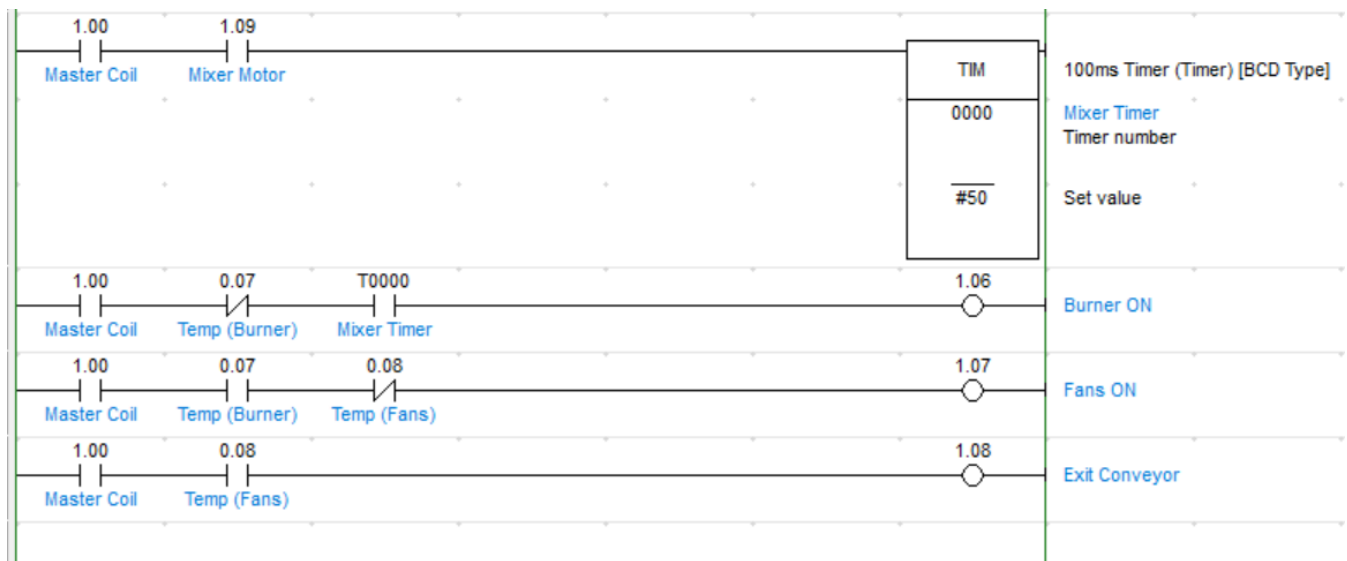 1.00 1.09
Master Coil Mixer Motor
TIM 100ms Timer (Timer) [BCD Type]
0000 Mixer Timer
Timer number
#50 Set value
1.00 0.07 T0000 1.06
Burner ON
Master Coil Temp (Burner) Mixer Timer
1.00 0.07 0.08 1.07
Fans ON
Master Coil Temp (Burner) Temp (Fans)
1.00 0.08 1.08
Exit Conveyor
Master Coil Temp (Fans)